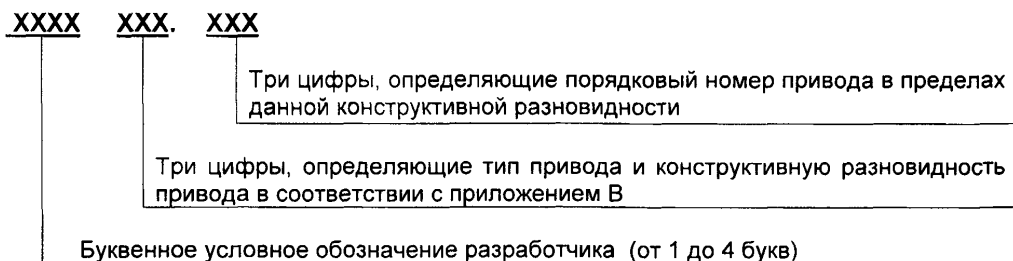 XXXX XXX. XXX
Три цифры, определяющие порядковый номер привода в пределах
данной конструктивной разновидности
Три цифры, определяющие тип привода и конструктивную разновидность
привода в соответствии с приложением В
Буквенное условное обозначение разработчика (от 1 до 4 букв)